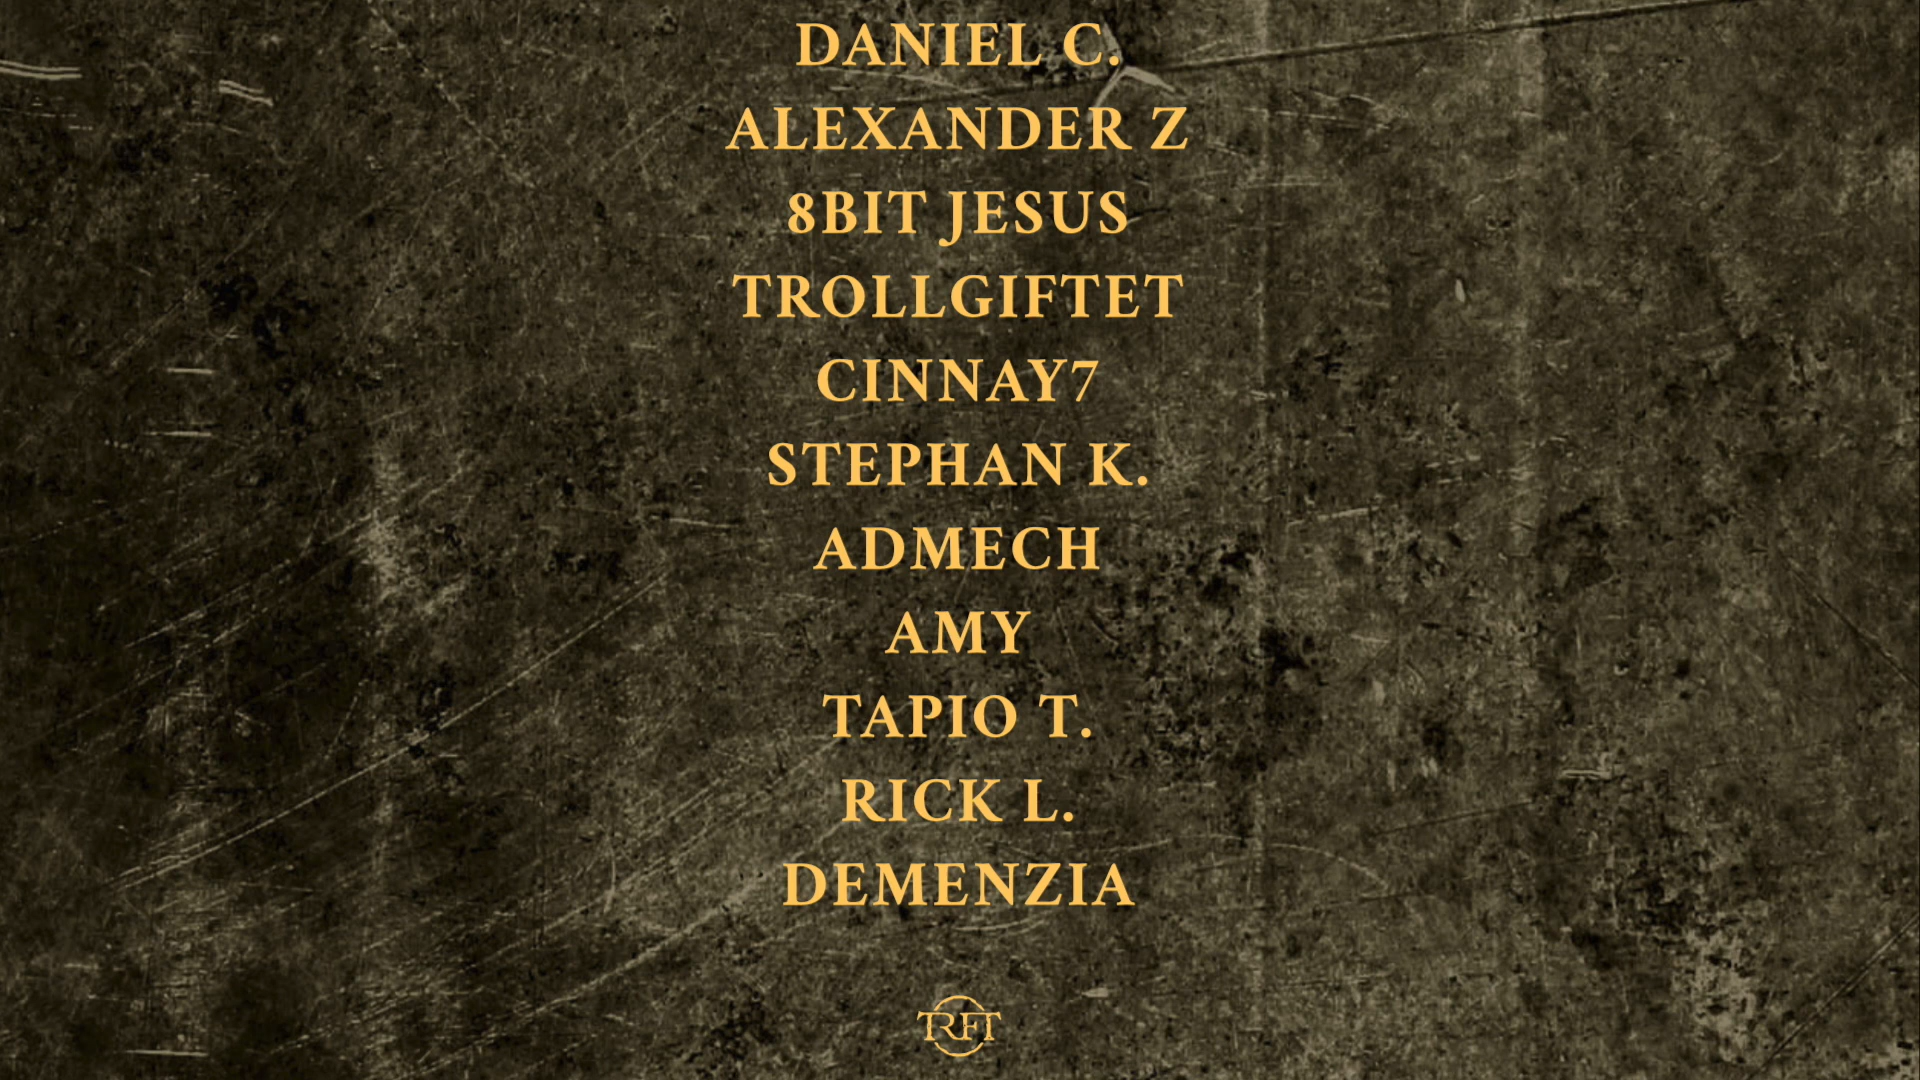 DANIEL C.
ALEXANDER Z
8BIT JESUS
TROLLGIFTET
CINNAY7
STEPHAN K.
ADMECH
AMY
TAPIO T.
RICK L.
DEMENZIA
TRFT